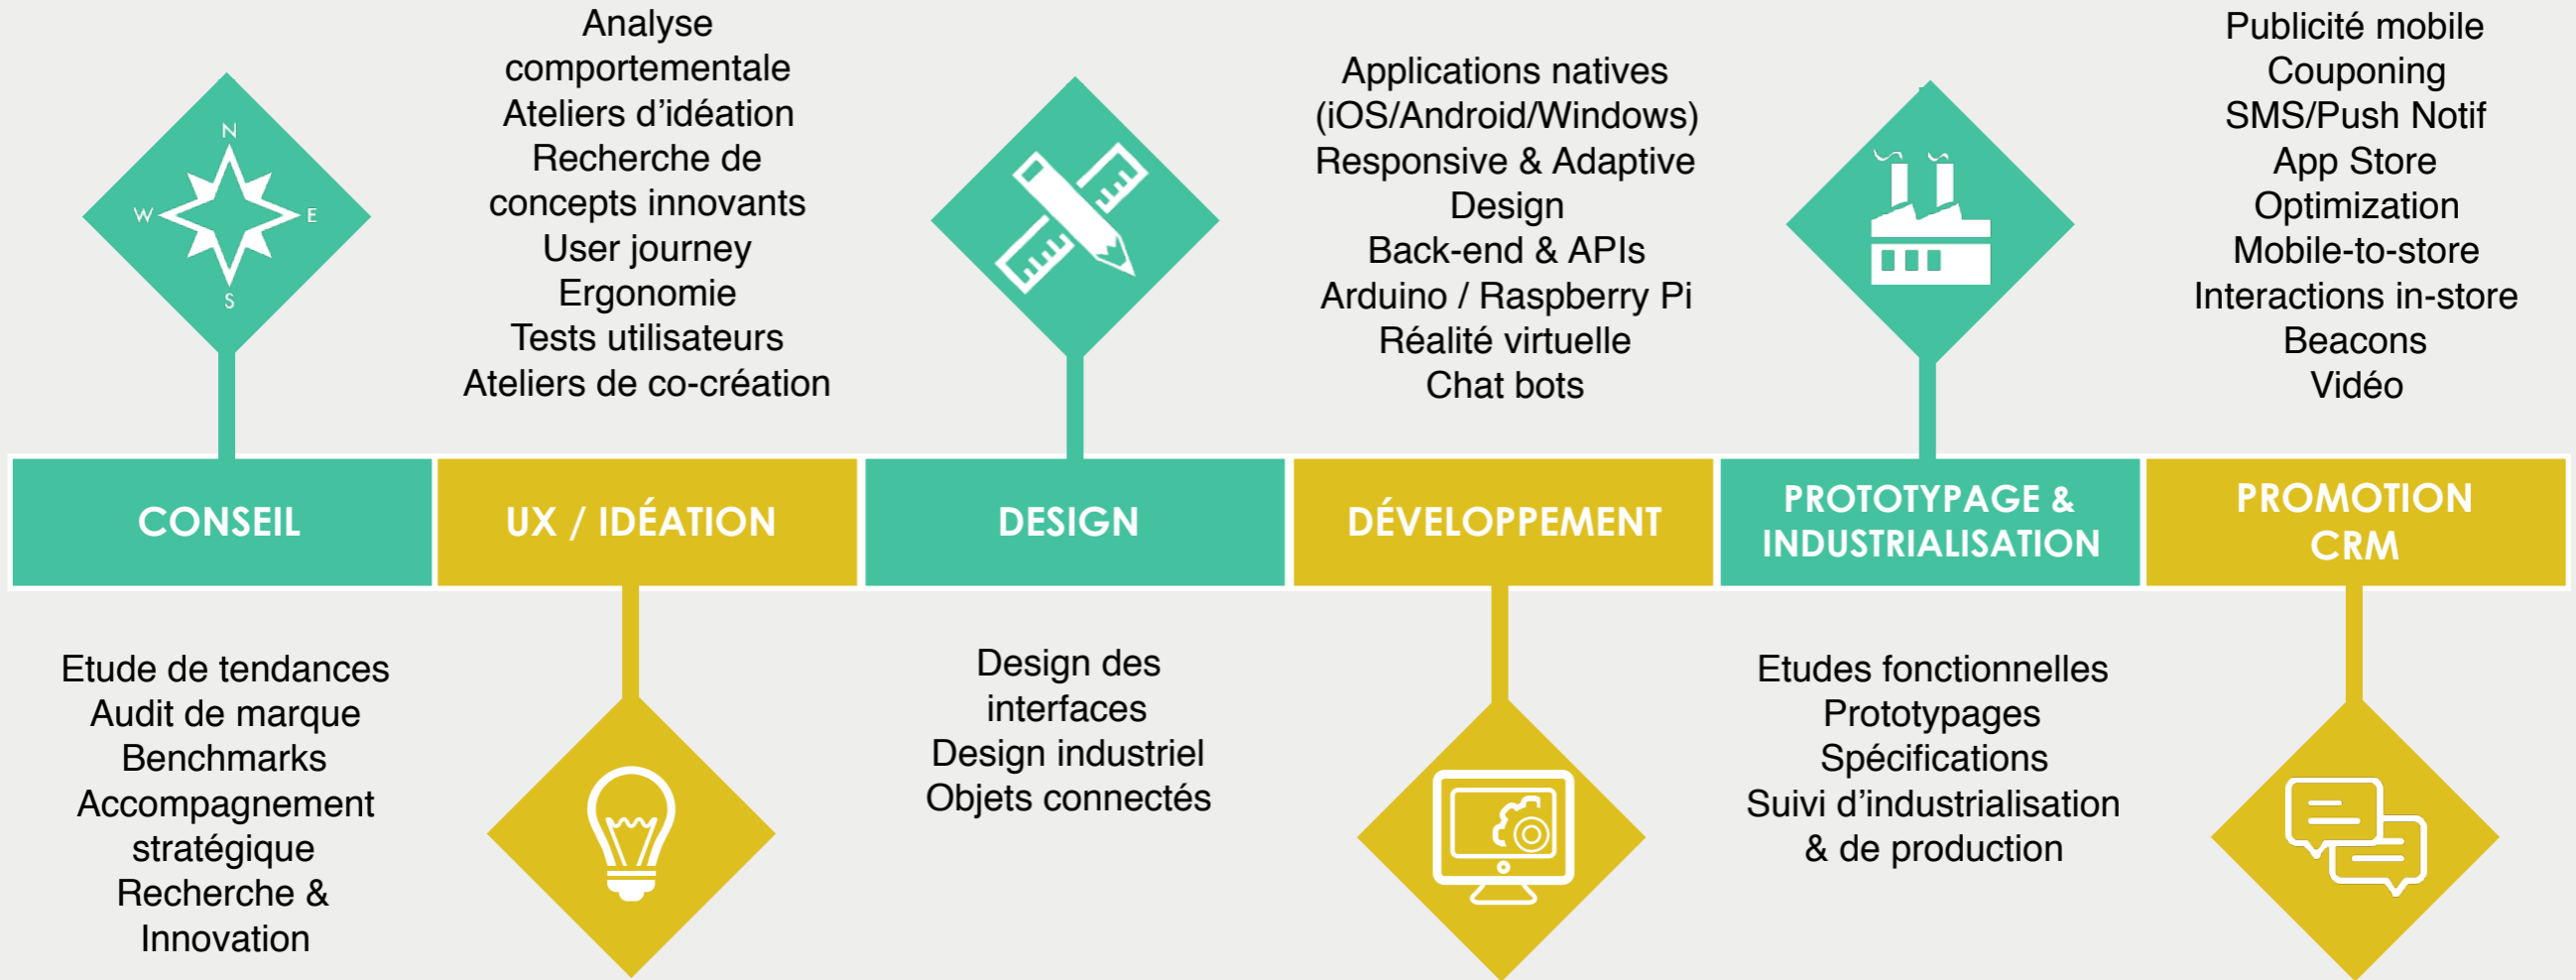 Analyse
comportementale
Ateliers d’idéation
Recherche de
concepts innovants
User journey
Ergonomie
Tests utilisateurs
Ateliers de co-création
Applications natives
(iOS/Android/Windows)
Responsive & Adaptive
Design
Back-end & APIs
Arduino / Raspberry Pi
Réalité virtuelle
Chat bots
Publicité mobile
Couponing
SMS/Push Notif
App Store
Optimization
Mobile-to-store
Interactions in-store
Beacons
Vidéo
N
W
E
S
CONSEIL
UX / IDÉATION
DESIGN
DÉVELOPPEMENT
PROTOTYPAGE &
INDUSTRIALISATION
PROMOTION
CRM
Etude de tendances
Audit de marque
Benchmarks
Accompagnement
stratégique
Recherche &
Innovation
Design des
interfaces
Design industriel
Objets connectés
Etudes fonctionnelles
Prototypages
Spécifications
Suivi d’industrialisation
& de production